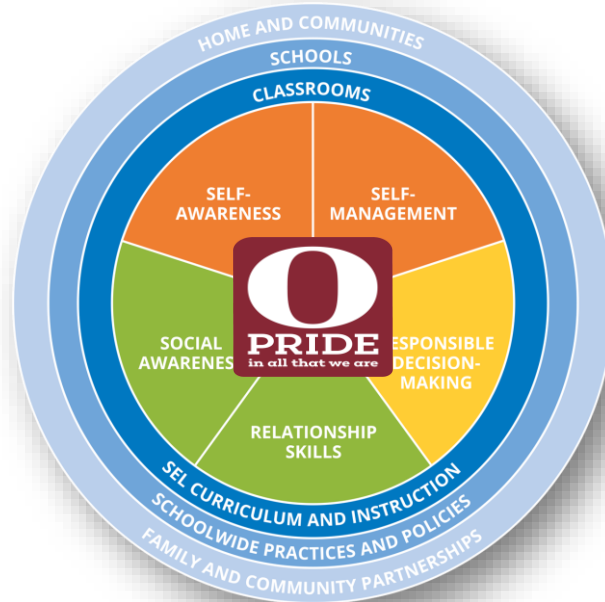 HOME AND COMMUNITIES
SCHOOLS
CLASSROOMS
SELF-
AWARENESS
SELF-
MANAGEMENT
SOCIAL
AWARENES
O
PRIDE
in all that we are
ESPONSIBLE
DECISION-
MAKING
RELATIONSHIP
SKILLS
SEL CURRICULUM AND INSTRUCTION
SCHOOLWIDE PRACTICES AND POLICIES
FAMILY AND COMMUNITY PARTNERSHIPS